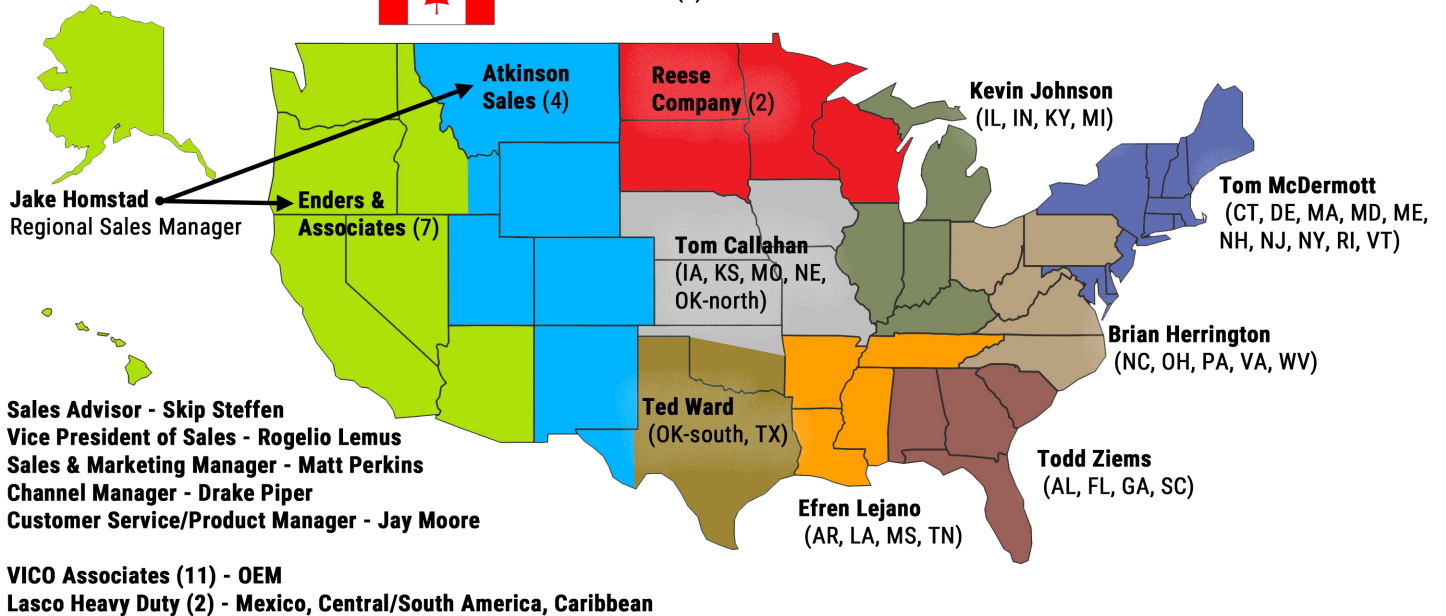 Atkinson
Sales (4)
Reese
Company (2)
Kevin Johnson
(IL, IN, KY, MI)
Jake Homstad
Regional Sales Manager
Enders &
Associates (7)
Tom McDermott
(CT, DE, MA, MD, ME,
NH, NJ, NY, RI, VT)
Tom Callahan
(IA, KS, MO, NE,
OK-north)
Brian Herrington
(NC, OH, PA, VA, WV)
Ted Ward
(OK-south, TX)
Todd Ziems
(AL, FL, GA, SC)
Efren Lejano
(AR, LA, MS, TN)
Sales Advisor - Skip Steffen
Vice President of Sales - Rogelio Lemus
Sales & Marketing Manager - Matt Perkins
Channel Manager - Drake Piper
Customer Service/Product Manager - Jay Moore
VICO Associates (11) - OEM
Lasco Heavy Duty (2) - Mexico, Central/South America, Caribbean